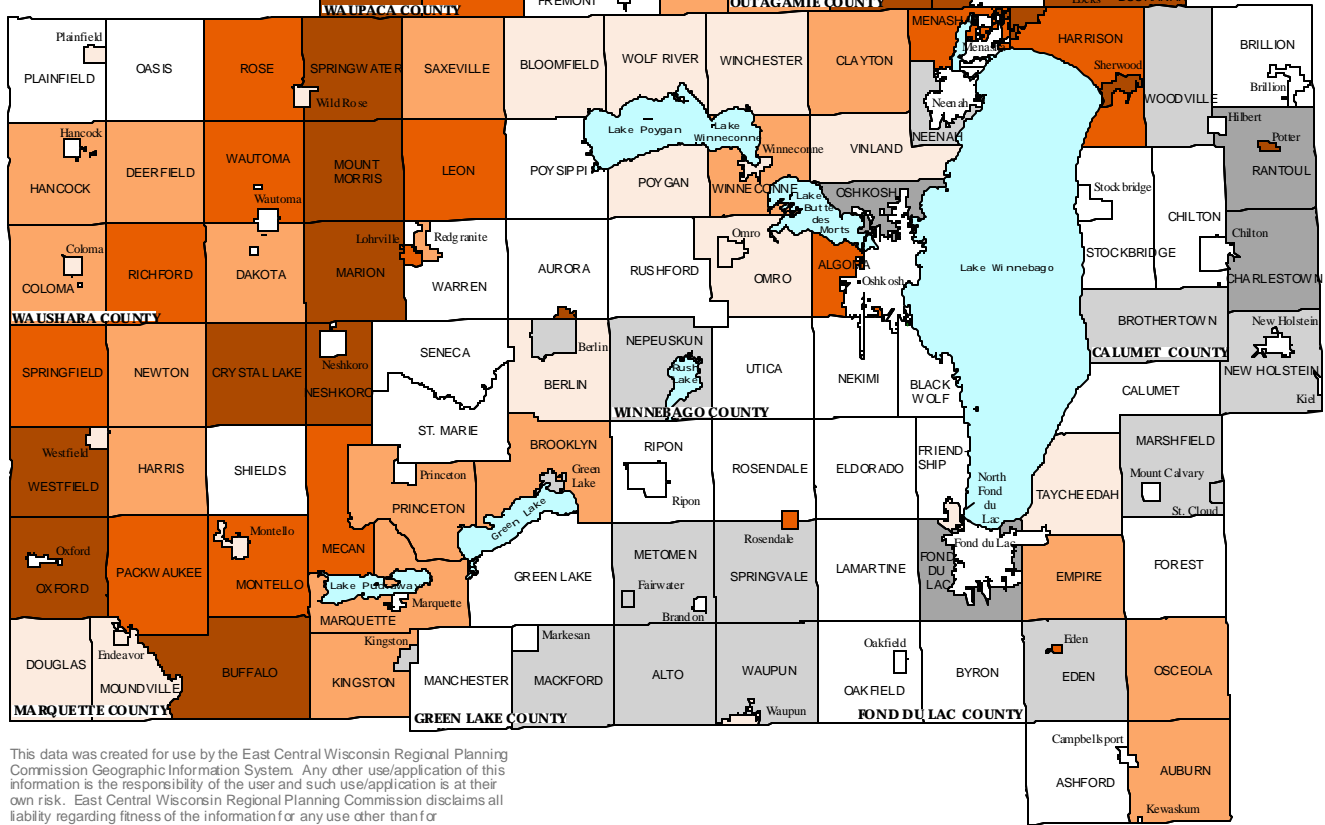 WAUPACA COUNTY
FREMONT
OUTAGAMIE COUNTY
MENASHA
Menasha
HARRISON
BRILLION
Plainfield
PLAINFIELD
OASIS
ROSE
SPRINGWATER
SAXEVILLE
BLOOMFIELD
WOLF RIVER
WINCHESTER
CLAYTON
Sherwood
Brillion
Wild Rose
Neenah
WOODVILLE
Hancock
Lake Poygan
Lake
Winneconne
NEENAH
Hilbert
Potter
HANCOCK
DEERFIELD
WAUTOMA
MOUNT
MORRIS
LEON
POYSIPPI
POYGAN
Winneconne
WINNECONNE
VINLAND
RANTOUL
Wautoma
Lake
Butte
des
Morts
OSHKOSH
Stockbridge
CHILTON
Coloma
COLOMA
RICHFORD
DAKOTA
Lohrville
Redgranite
MARION
WARREN
AURORA
RUSHFORD
Omro
OMRO
ALGOMA
Oshkosh
Lake Winnebago
STOCKBRIDGE
Chilton
CHARLESTOWN
WAUSHARA COUNTY
BROTHERTOWN
New Holstein
SPRINGFIELD
NEWTON
CRYSTAL LAKE
Neshkoro
NESHKORO
SENECA
Berlin
BERLIN
NEPEUSKUN
Rush
Lake
UTICA
NEKIMI
BLACK
WOLF
CALUMET COUNTY
CALUMET
NEW HOLSTEIN
Kiel
WINNEBAGO COUNTY
ST. MARIE
Westfield
WESTFIELD
HARRIS
SHIELDS
BROOKLYN
RIPON
Ripon
ROSENDALE
ELDORADO
FRIEND-
SHIP
MARSHFIELD
Mount Calvary
St. Cloud
Princeton
PRINCETON
Green
Lake
Green Lake
North
Fond
du
Lac
TAYCHEEDAH
Oxford
OXFORD
PACKWAUKEE
Montello
MONTELLO
MECAN
Lake Puckaway
Marquette
MARQUETTE
GREEN LAKE
METOMEN
Fairwater
Brandon
Rosendale
SPRINGVALE
LAMARTINE
FOND
DU
LAC
Fond du Lac
EMPIRE
FOREST
DOUGLAS
Endeavor
MOUNDVILLE
BUFFALO
Kingston
KINGSTON
MANCHESTER
Markesan
MACKFORD
ALTO
WAUPUN
Waupun
Oakfield
OAKFIELD
BYRON
Eden
EDEN
OSCEOLA
MARQUETTE COUNTY
GREEN LAKE COUNTY
FOND DU LAC COUNTY
Campbellsport
ASHFORD
AUBURN
Kewaskum
This data was created for use by the East Central Wisconsin Regional Planning
Commission Geographic Information System. Any other use/application of this
information is the responsibility of the user and such use/application is at their
own risk. East Central Wisconsin Regional Planning Commission disclaims all
liability regarding fitness of the information for any use other than for